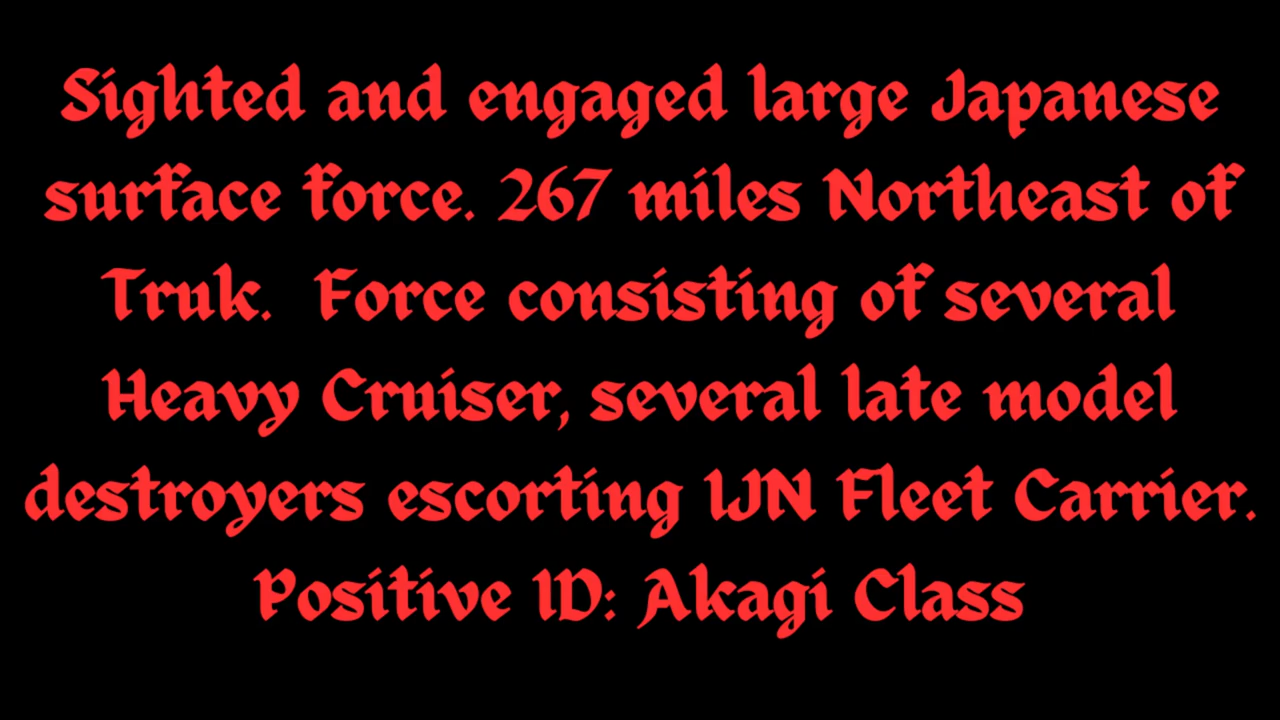 Sighted and engaged large Japanese
surface force. 267 miles Northeast of
Truk.  Force consisting of several
Heavy Cruiser, several late model
destroyers escorting IJN Fleet Carrier.
Positive ID: Akagi Class